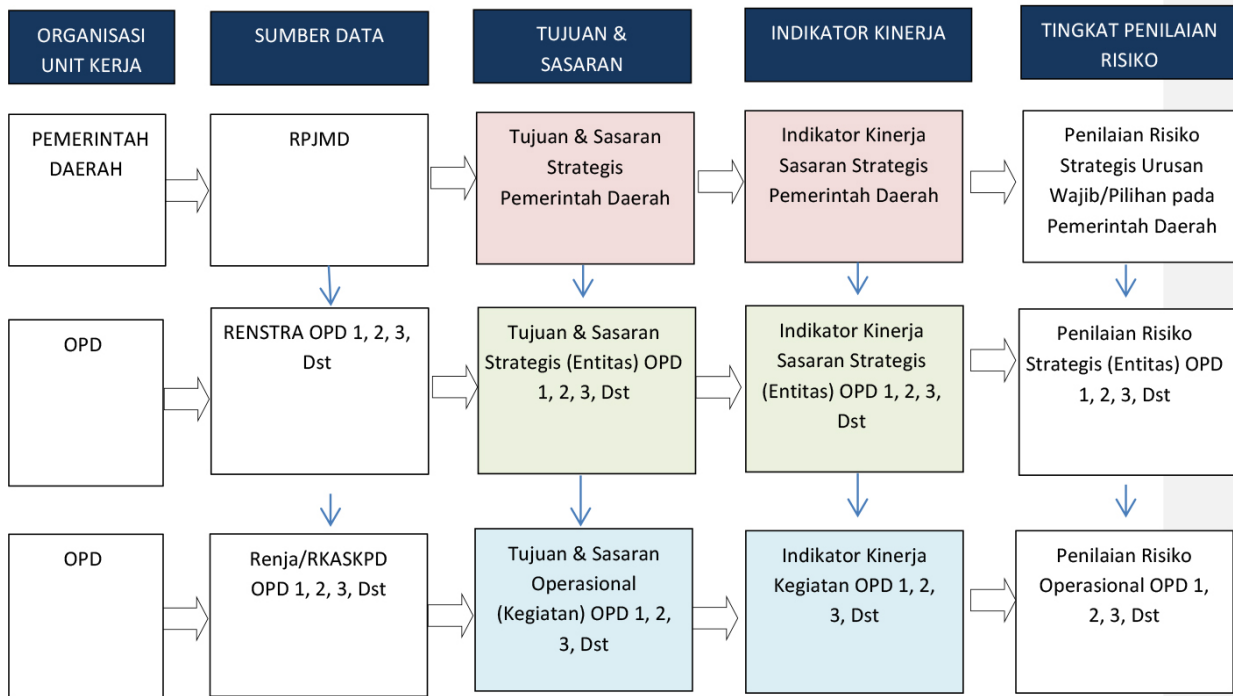 ORGANISASI
UNIT KERJA
SUMBER DATA
TUJUAN &
SASARAN
INDIKATOR KINERJA
TINGKAT PENILAIAN
RISIKO
PEMERINTAH
DAERAH
RPJMD
Tujuan & Sasaran
Strategis
Pemerintah Daerah
Indikator Kinerja
Sasaran Strategis
Pemerintah Daerah
Penilaian Risiko
Strategis Urusan
Wajib/Pilihan pada
Pemerintah Daerah
OPD
RENSTRA OPD 1, 2, 3,
Dst
Tujuan & Sasaran
Strategis (Entitas) OPD
1, 2, 3, Dst
Indikator Kinerja
Sasaran Strategis
(Entitas) OPD 1, 2, 3,
Dst
Penilaian Risiko
Strategis (Entitas) OPD
1, 2, 3, Dst
OPD
Renja/RKASKPD
OPD 1, 2, 3, Dst
Tujuan & Sasaran
Operasional
(Kegiatan) OPD 1, 2,
3, Dst
Indikator Kinerja
Kegiatan OPD 1, 2,
3, Dst
Penilaian Risiko
Operasional OPD 1,
2, 3, Dst